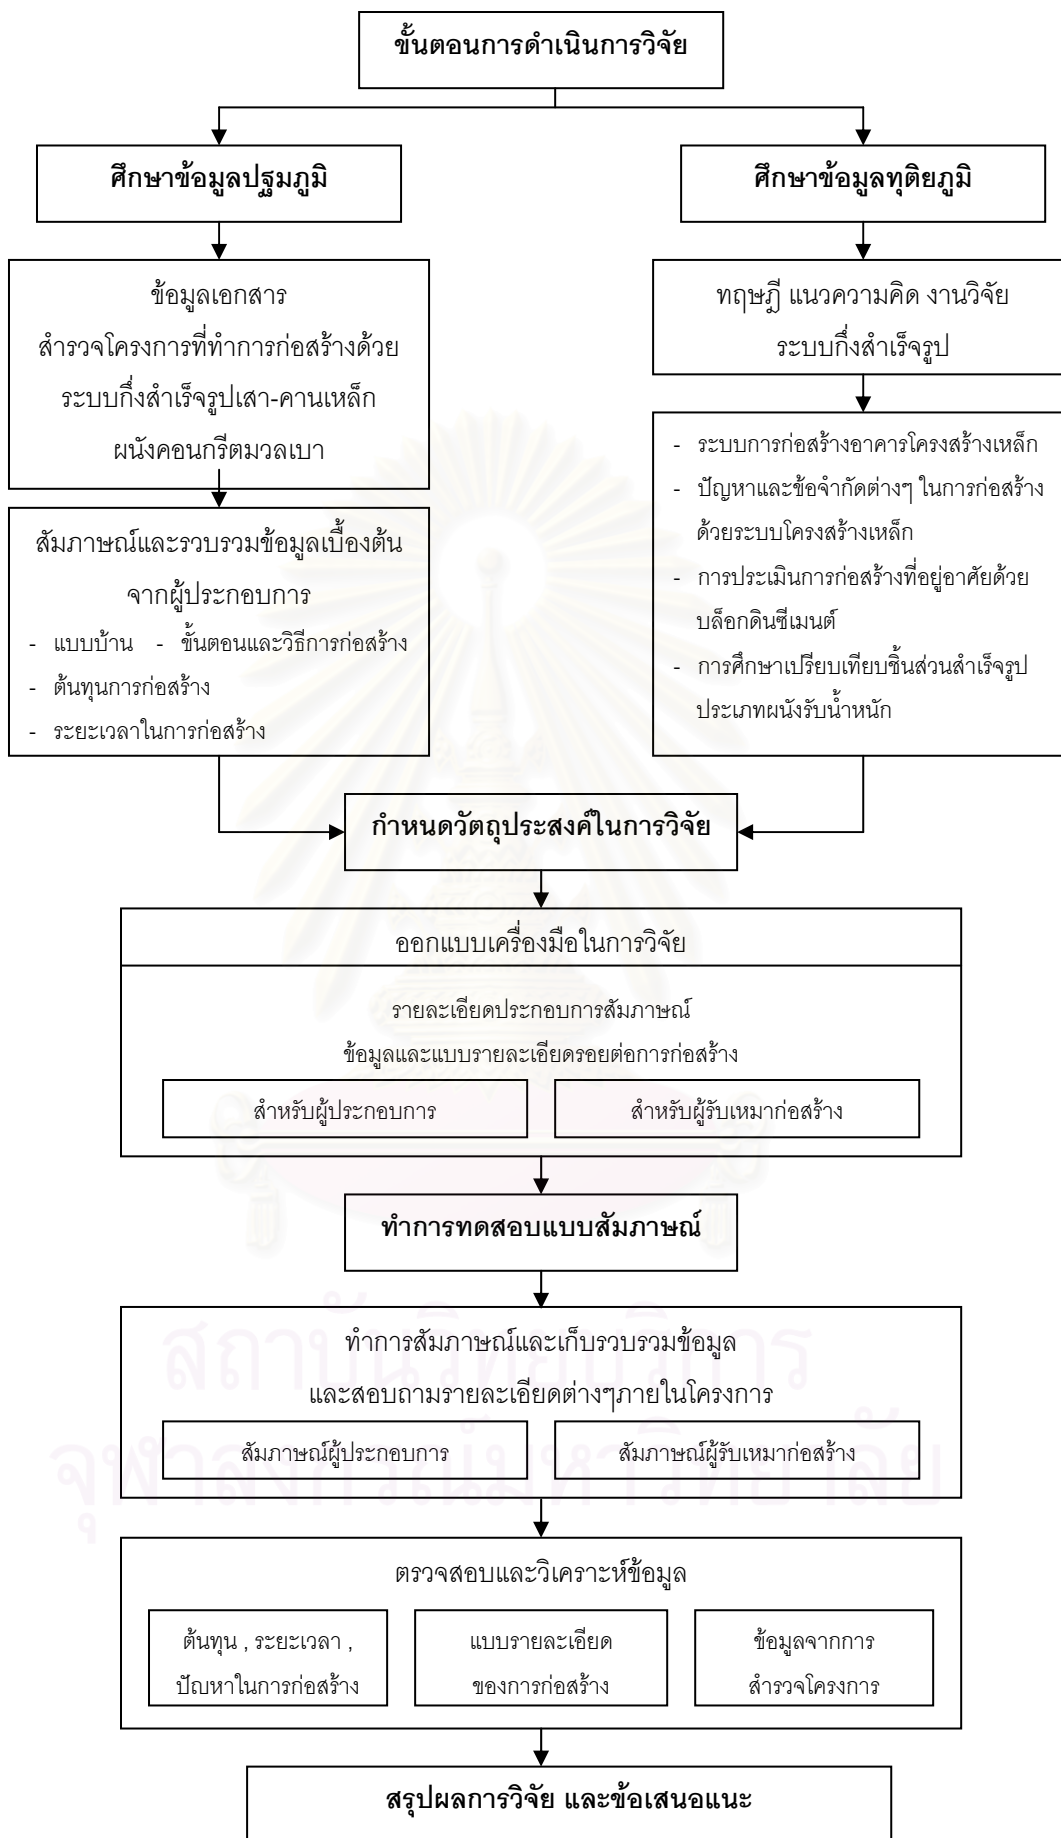 ขั้นตอนการดำเนินการวิจัย
ศึกษาข้อมูลปฐมภูมิ
ศึกษาข้อมูลทุติยภูมิ
ข้อมูลเอกสาร
สำรวจโครงการที่ทำการก่อสร้างด้วย
ระบบกึ่งสำเร็จรูปเสา-คานเหล็ก
ผนังคอนกรีตมวลเบา
ทฤษฎี แนวความคิด งานวิจัย
ระบบกึ่งสำเร็จรูป
สัมภาษณ์และรวบรวมข้อมูลเบื้องต้น
จากผู้ประกอบการ
- แบบบ้าน - ขั้นตอนและวิธีการก่อสร้าง
- ต้นทุนการก่อสร้าง
- ระยะเวลาในการก่อสร้าง
- ระบบการก่อสร้างอาคารโครงสร้างเหล็ก
- ปัญหาและข้อจำกัดต่างๆ ในการก่อสร้าง
ด้วยระบบโครงสร้างเหล็ก
- การประเมินการก่อสร้างที่อยู่อาศัยด้วย
บล็อกดินซีเมนต์
- การศึกษาเปรียบเทียบชิ้นส่วนสำเร็จรูป
ประเภทผนังรับน้ำหนัก
กำหนดวัตถุประสงค์ในการวิจัย
ออกแบบเครื่องมือในการวิจัย
รายละเอียดประกอบการสัมภาษณ์
ข้อมูลและแบบรายละเอียดรอยต่อการก่อสร้าง
สำหรับผู้ประกอบการ
สำหรับผู้รับเหมาก่อสร้าง
ทำการทดสอบแบบสัมภาษณ์
ทำการสัมภาษณ์และเก็บรวบรวมข้อมูล
และสอบถามรายละเอียดต่างๆภายในโครงการ
สัมภาษณ์ผู้ประกอบการ
สัมภาษณ์ผู้รับเหมาก่อสร้าง
สถาบันวิทยบริการ
จุฬาลงกรณ์มหาวิทยาลัย
ตรวจสอบและวิเคราะห์ข้อมูล
ต้นทุน , ระยะเวลา ,
ปัญหาในการก่อสร้าง
แบบรายละเอียด
ของการก่อสร้าง
ข้อมูลจากการ
สำรวจโครงการ
สรุปผลการวิจัย และข้อเสนอแนะ